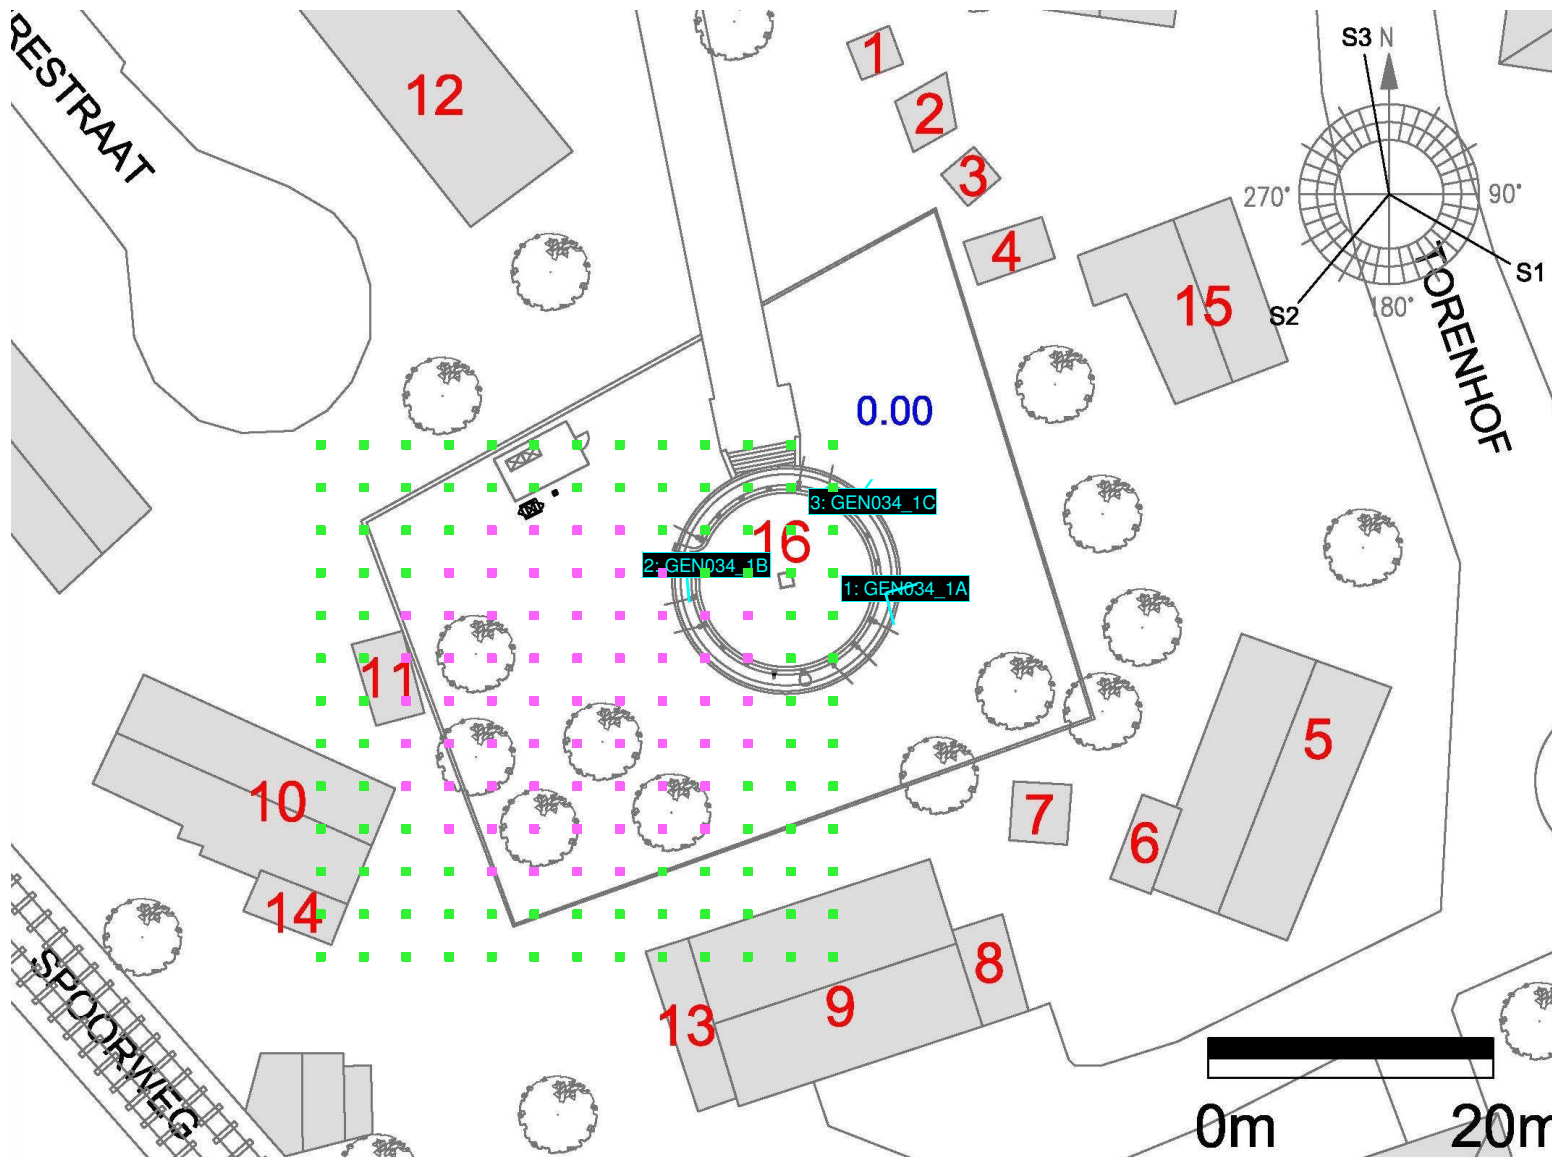 RESTRAAT
12
1
2
3
4
15
S3 N
270°
90°
S1
S2
180°
TORENHOF
0.00
3: GEN034_1C
16
2: GEN034_1B
1: GEN034_1A
11
10
14
5
7
6
13
9
8
SPOORWEG
0m
20m